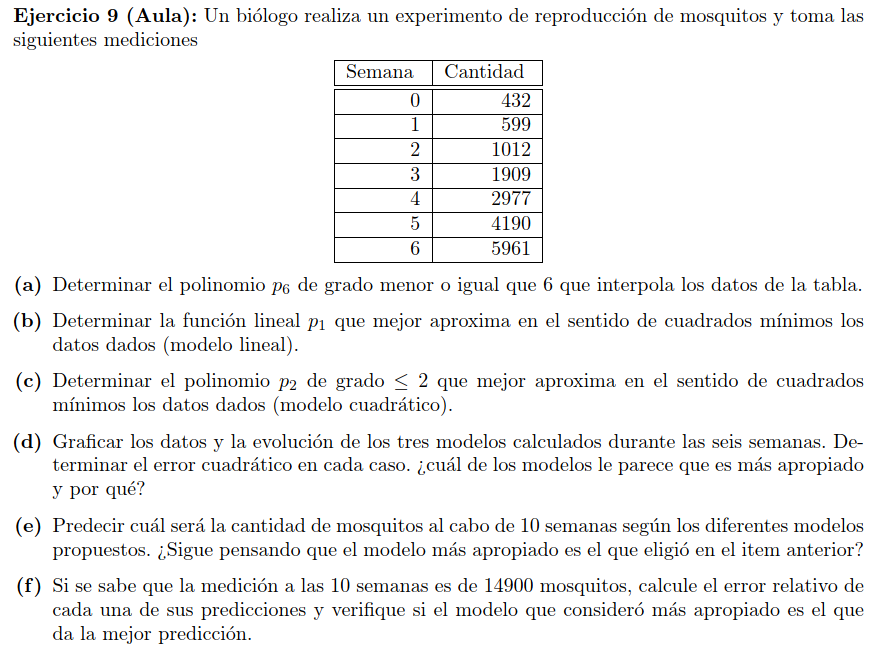 Ejercicio 9 (Aula): Un biólogo realiza un experimento de reproducción de mosquitos y toma las
siguientes mediciones
Semana Cantidad
0 432
1 599
2 1012
3 1909
4 2977
5 4190
6 5961
(a) Determinar el polinomio p₆ de grado menor o igual que 6 que interpola los datos de la tabla.
(b) Determinar la función lineal p₁ que mejor aproxima en el sentido de cuadrados mínimos los
datos dados (modelo lineal).
(c) Determinar el polinomio p₂ de grado ≤ 2 que mejor aproxima en el sentido de cuadrados
mínimos los datos dados (modelo cuadrático).
(d) Graficar los datos y la evolución de los tres modelos calculados durante las seis semanas. De-
terminar el error cuadrático en cada caso. ¿cuál de los modelos le parece que es más apropiado
y por qué?
(e) Predecir cuál será la cantidad de mosquitos al cabo de 10 semanas según los diferentes modelos
propuestos. ¿Sigue pensando que el modelo más apropiado es el que eligió en el item anterior?
(f) Si se sabe que la medición a las 10 semanas es de 14900 mosquitos, calcule el error relativo de
cada una de sus predicciones y verifique si el modelo que consideró más apropiado es el que
da la mejor predicción.